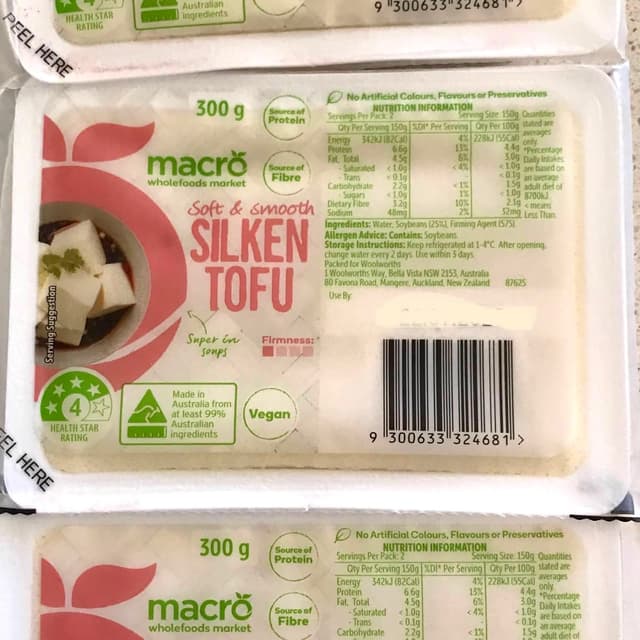 4
HEALTH STAR
RATING
Australian
ingredients
9 300633 324681 >
PEEL HERE
300 g
Source of
Protein
macro
wholefoods market
Source of
Fibre
Soft & smooth
SILKEN
TOFU
Serving Suggestion
Super in
soups
Firmness:
4
HEALTH STAR
RATING
Made in
Australia from
at least 99%
Australian
ingredients
Vegan
No Artificial Colours, Flavours or Preservatives
NUTRITION INFORMATION
Servings Per Pack: 2 Serving Size: 150g
Qty Per Serving 150g %DI* Per Serving Qty Per 100g
Energy 342kJ (82Cal) 4% 228kJ (55Cal)
Protein 6.6g 13% 4.4g
Fat, Total 4.5g 6% 3.0g
- Saturated <1.0g <4% <1.0g
- Trans <0.1g <0.1g
Carbohydrate 2.2g <1% 1.5g
- Sugars <1.0g <1% <1.0g
Dietary Fibre 3.2g 10%
Sodium 48mg 2% 32mg
Quantities
stated are
averages
only.
*Percentage
Daily Intakes
are based on
an average
adult diet of
8700kJ
< means
Less Than.
Ingredients: Water, Soybeans (25%), Firming Agent (575)
Allergen Advice: Contains: Soybeans.
Storage Instructions: Keep refrigerated at 1-4°C. After opening,
change water every 2 days. Use within 3 days.
Packed for Woolworths
1 Woolworths Way, Bella Vista NSW 2153, Australia
80 Favona Road, Mangere, Auckland, New Zealand 87625
Use By:
9 300633 324681 >
EEL HERE
300 g
Source of
Protein
macro
wholefoods market
Source of
Fibre
No Artificial Colours, Flavours or Preservatives
NUTRITION INFORMATION
Servings Per Pack: 2 Serving Size: 150g
Qty Per Serving 150g %DI* Per Serving Qty Per 100g
Energy 342kJ (82Cal) 4% 228kJ (55Cal)
Protein 6.6g 13% 4.4g
Fat, Total 4.5g 6% 3.0g
- Saturated <1.0g <4% <1.0g
- Trans <0.1g <0.1g
Carbohydrate 2.2g <1% 1.5g
Quantities
stated are
averages
only.
*Percentage
Daily Intakes
are based on
an average
adult diet of